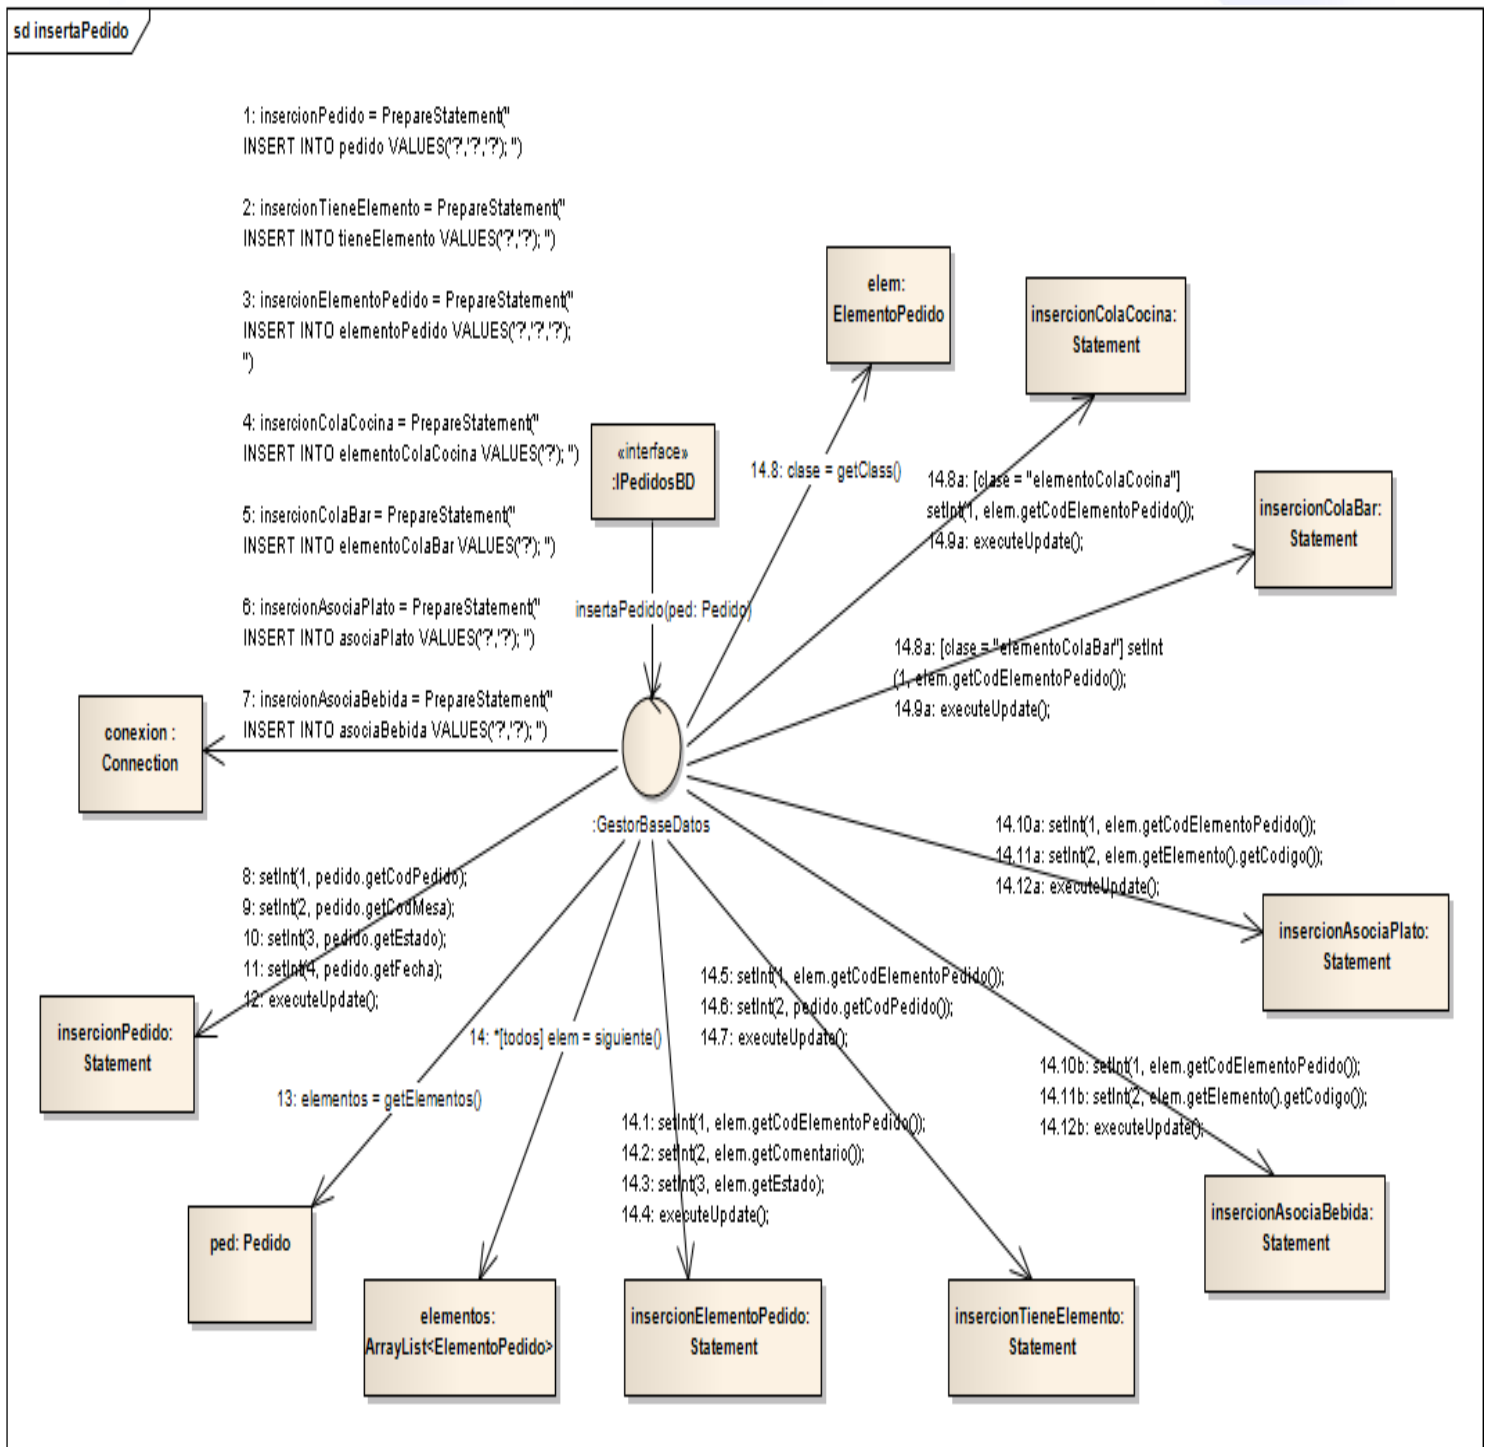 sd insertaPedido
1: insercionPedido = PrepareStatement("
INSERT INTO pedido VALUES('?','?','?'); ")
2: insercionTieneElemento = PrepareStatement("
INSERT INTO tieneElemento VALUES('?','?'); ")
3: insercionElementoPedido = PrepareStatement("
INSERT INTO elementoPedido VALUES('?','?','?');
")
4: insercionColaCocina = PrepareStatement("
INSERT INTO elementoColaCocina VALUES('?'); ")
5: insercionColaBar = PrepareStatement("
INSERT INTO elementoColaBar VALUES('?'); ")
6: insercionAsociaPlato = PrepareStatement("
INSERT INTO asociaPlato VALUES('?','?'); ")
7: insercionAsociaBebida = PrepareStatement("
INSERT INTO asociaBebida VALUES('?','?'); ")
«interface»
:IPedidosBD
insertaPedido(ped: Pedido)
elem:
ElementoPedido
14.8: clase = getClass()
insercionColaCocina:
Statement
14.8a: [clase = "elementoColaCocina"]
setInt(1, elem.getCodElementoPedido());
14.9a: executeUpdate();
insercionColaBar:
Statement
14.8a: [clase = "elementoColaBar"] setInt
(1, elem.getCodElementoPedido());
14.9a: executeUpdate();
conexion :
Connection
:GestorBaseDatos
14.10a: setInt(1, elem.getCodElementoPedido());
14.11a: setInt(2, elem.getElemento().getCodigo());
14.12a: executeUpdate();
insercionAsociaPlato:
Statement
8: setInt(1, pedido.getCodPedido);
9: setInt(2, pedido.getCodMesa);
10: setInt(3, pedido.getEstado);
11: setInt(4, pedido.getFecha);
12: executeUpdate();
insercionPedido:
Statement
14.5: setInt(1, elem.getCodElementoPedido());
14.6: setInt(2, pedido.getCodPedido());
14.7: executeUpdate();
14: *[todos] elem = siguiente()
13: elementos = getElementos()
14.10b: setInt(1, elem.getCodElementoPedido());
14.11b: setInt(2, elem.getElemento().getCodigo());
14.12b: executeUpdate();
14.1: setInt(1, elem.getCodElementoPedido());
14.2: setInt(2, elem.getComentario());
14.3: setInt(3, elem.getEstado);
14.4: executeUpdate();
insercionAsociaBebida:
Statement
ped: Pedido
elementos:
ArrayList<ElementoPedido>
insercionElementoPedido:
Statement
insercionTieneElemento:
Statement